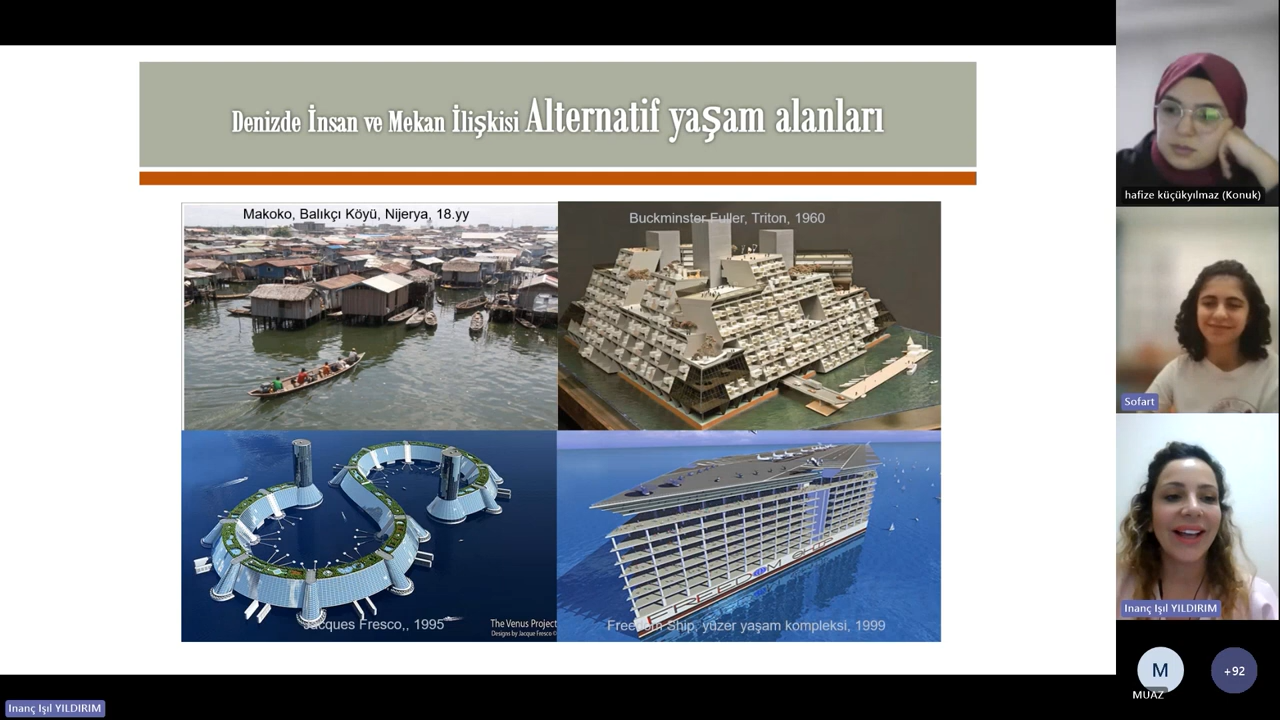 Denizde İnsan ve Mekan İlişkisi Alternatif yaşam alanları
Makoko, Balıkçı Köyü, Nijerya, 18.yy
Buckminster Fuller, Triton, 1960
Jacques Fresco,, 1995
The Venus Project
Designs by Jacque Fresco ©
FREEDOM SHIP
Freedom Ship, yüzer yaşam kompleksi, 1999
hafize küçükyılmaz (Konuk)
Sofart
Inanç Işıl YILDIRIM
M
MUAZ
+92
Inanç Işıl YILDIRIM